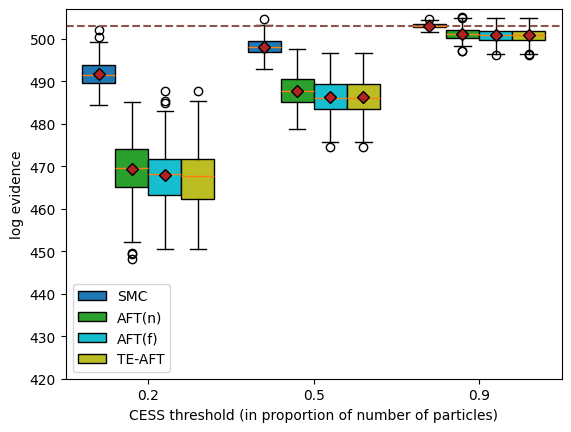 log evidence
500
490
480
470
460
450
440
430
420
SMC
AFT(n)
AFT(f)
TE-AFT
0.2 0.5 0.9
CESS threshold (in proportion of number of particles)